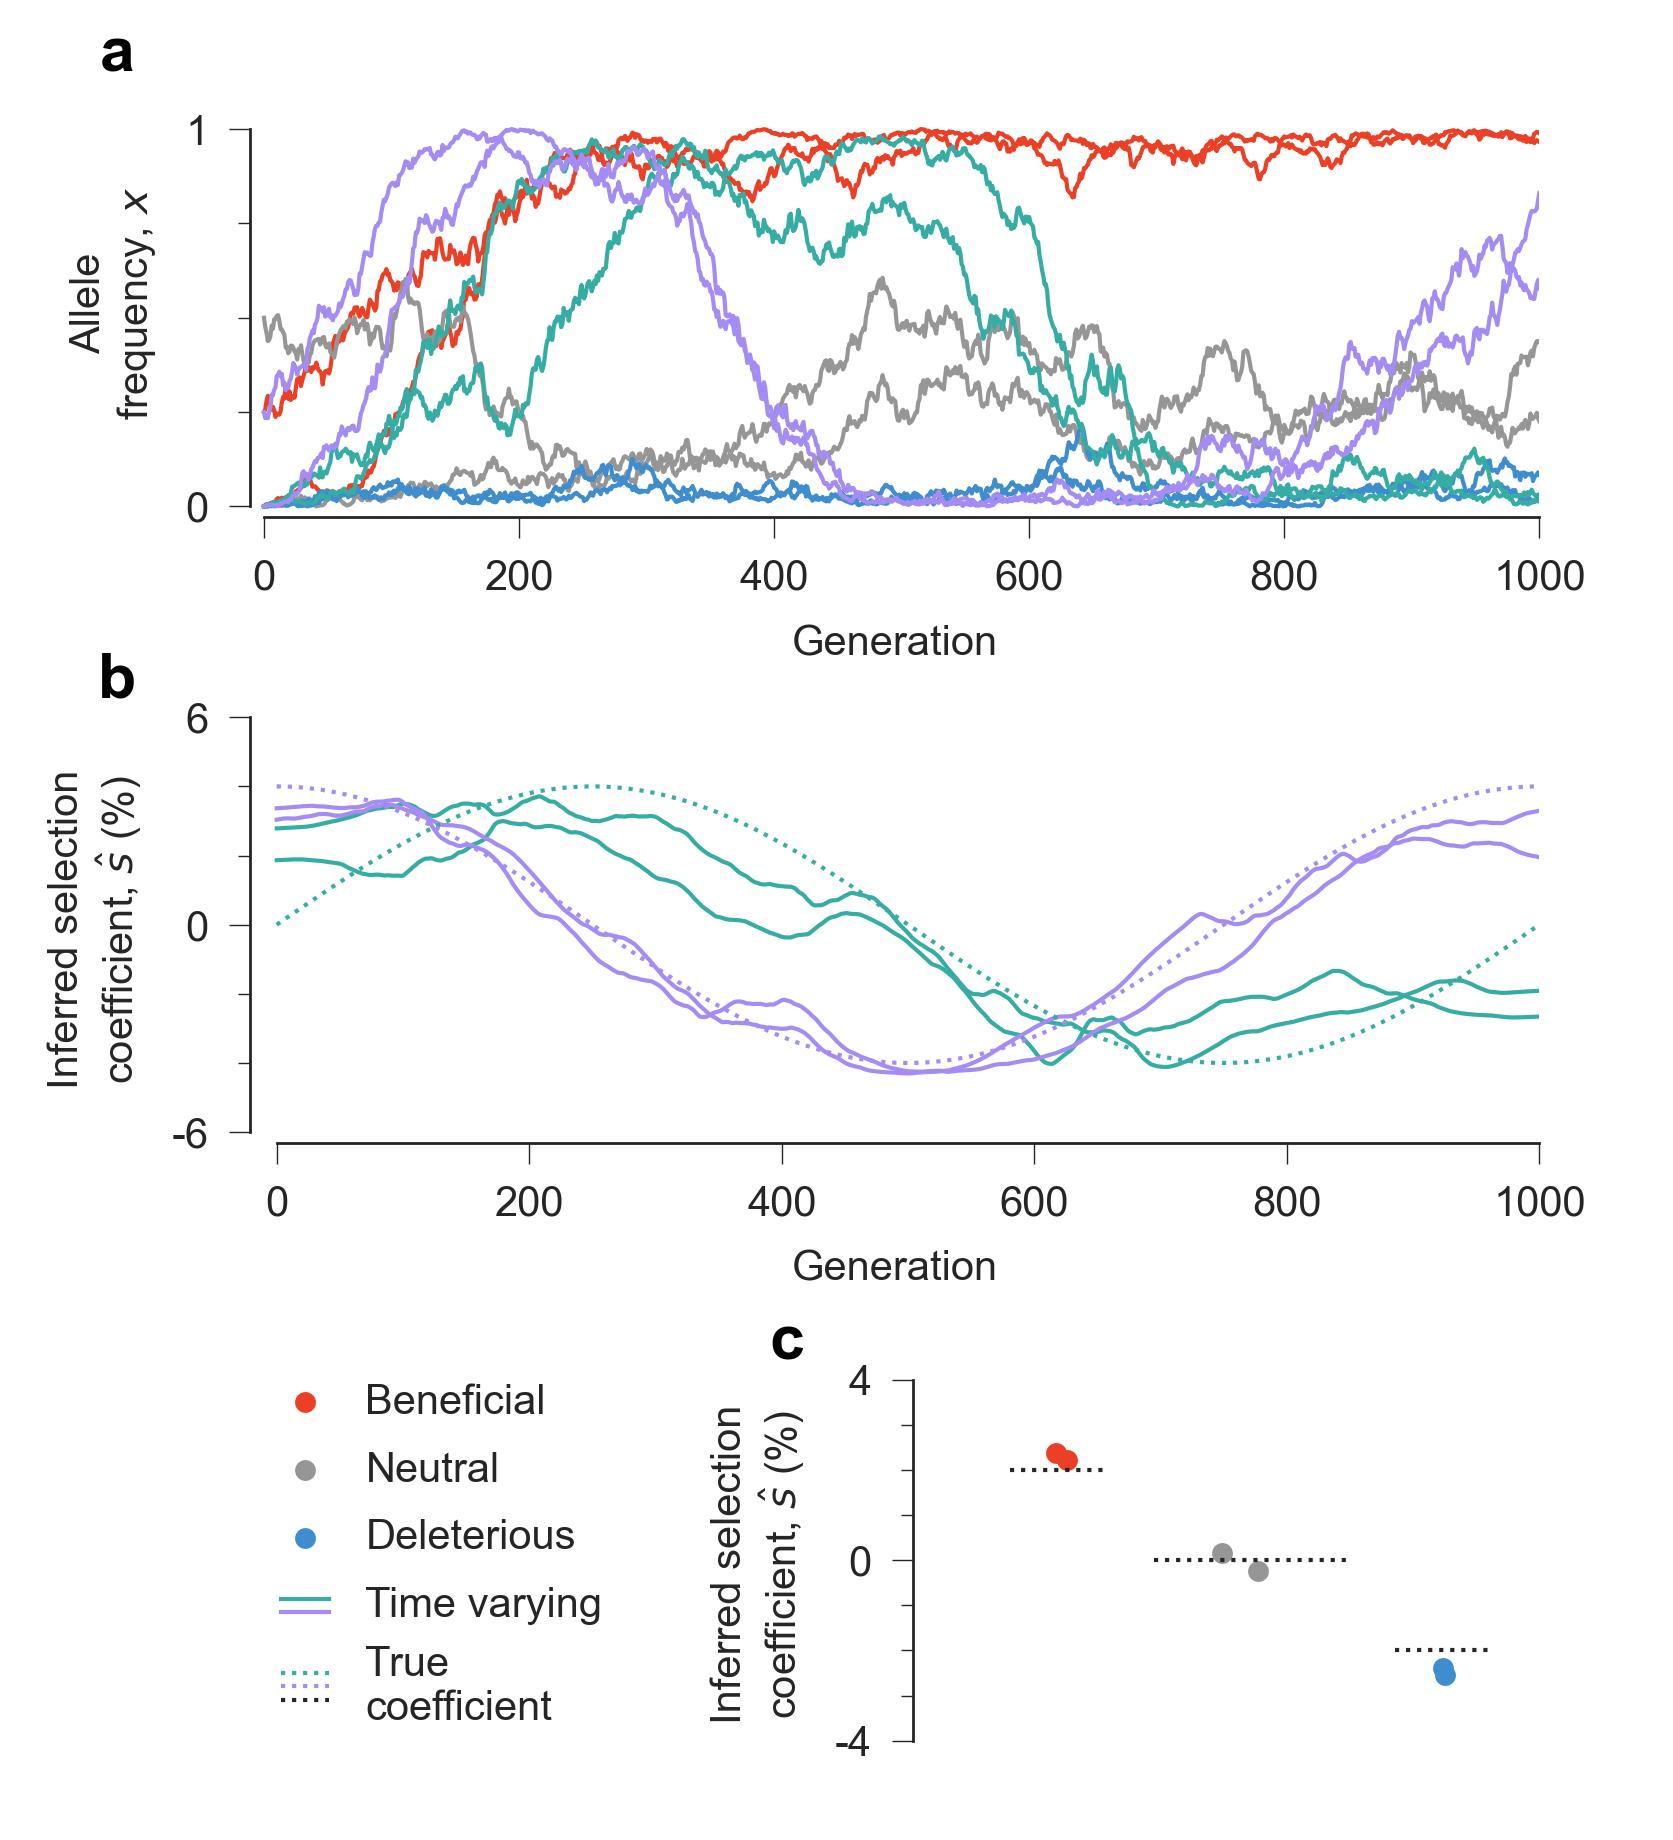 a
Allele
frequency, x
1
0
0 200 400 600 800 1000
Generation
b
Inferred selection
coefficient, ŝ (%)
6
0
-6
0 200 400 600 800 1000
Generation
Beneficial
Neutral
Deleterious
Time varying
True
coefficient
c
Inferred selection
coefficient, ŝ (%)
4
0
-4